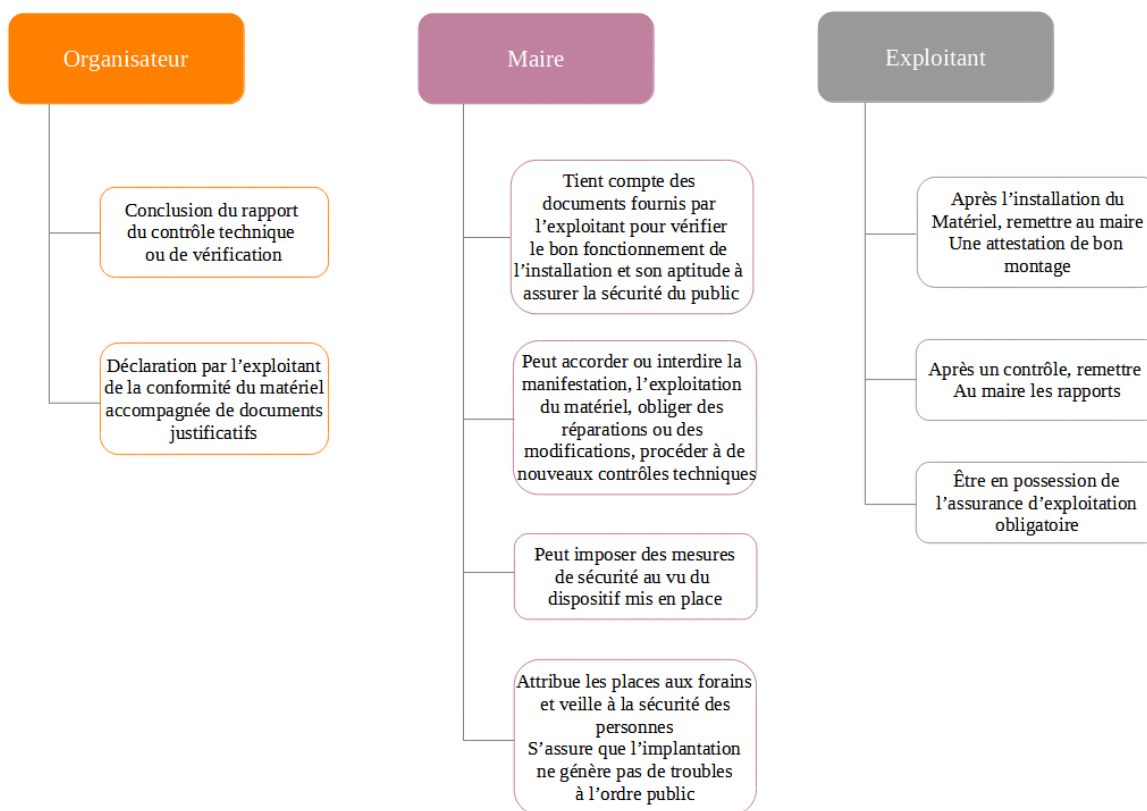 Organisateur
Conclusion du rapport
du contrôle technique
ou de vérification
Déclaration par l’exploitant
de la conformité du matériel
accompagnée de documents
justificatifs
Maire
Tient compte des
documents fournis par
l’exploitant pour vérifier
le bon fonctionnement de
l’installation et son aptitude à
assurer la sécurité du public
Peut accorder ou interdire la
manifestation, l’exploitation
du matériel, obliger des
réparations ou des
modifications, procéder à de
nouveaux contrôles techniques
Peut imposer des mesures
de sécurité au vu du
dispositif mis en place
Attribue les places aux forains
et veille à la sécurité des
personnes
S’assure que l’implantation
ne génère pas de troubles
à l’ordre public
Exploitant
Après l’installation du
Matériel, remettre au maire
Une attestation de bon
montage
Après un contrôle, remettre
Au maire les rapports
Être en possession de
l’assurance d’exploitation
obligatoire